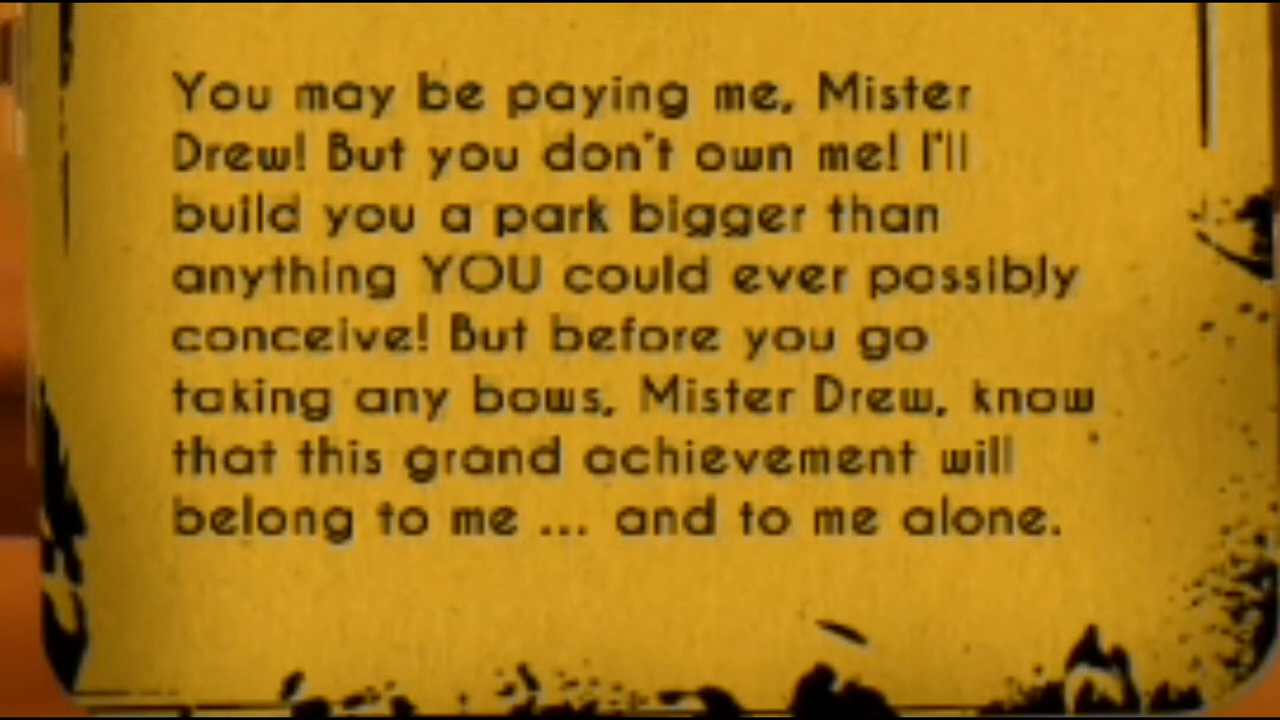 You may be paying me, Mister
Drew! But you don't own me! I'll
build you a park bigger than
anything YOU could ever possibly
conceive! But before you go
taking any bows, Mister Drew, know
that this grand achievement will
belong to me ... and to me alone.